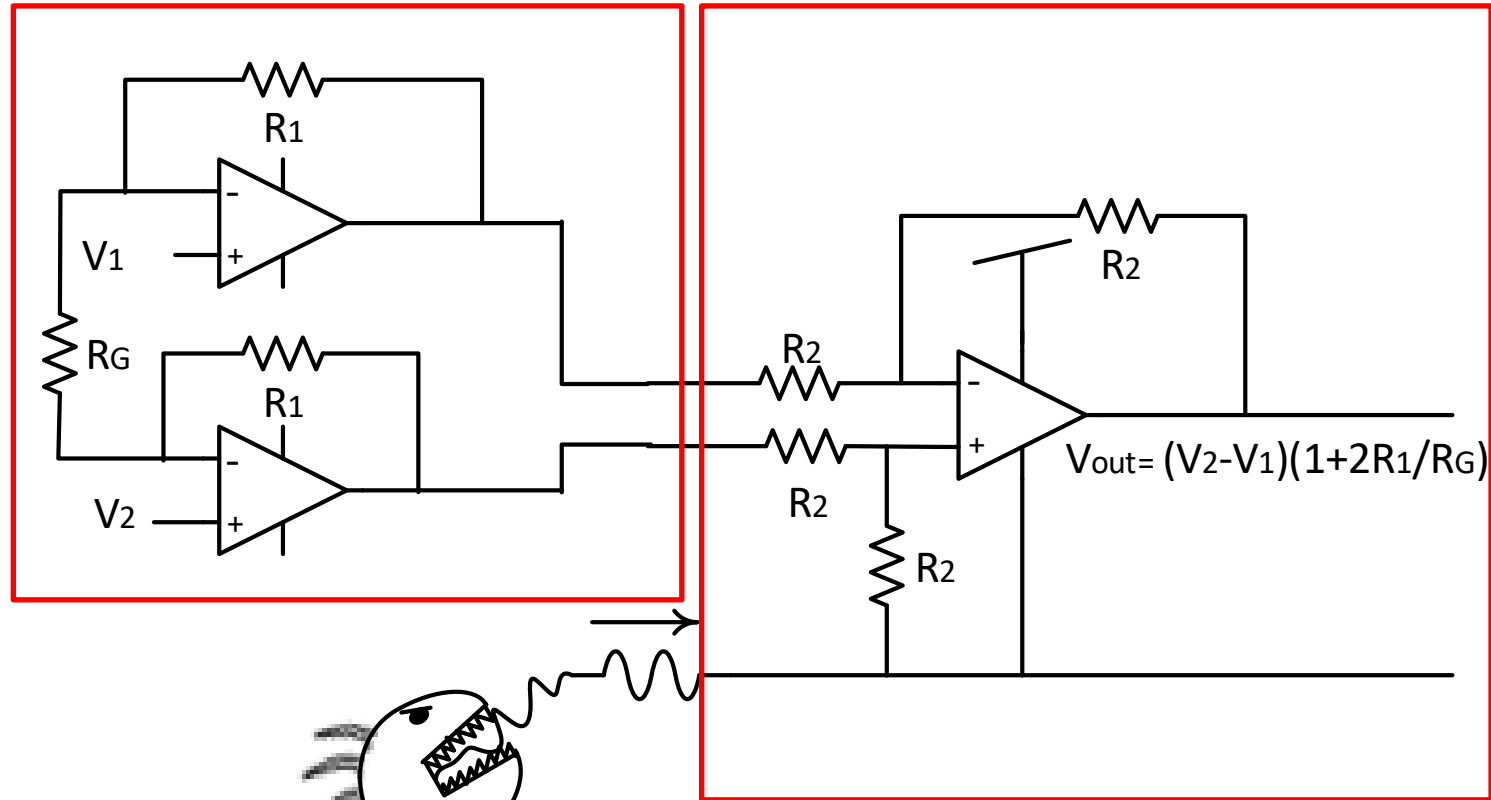 R1
-
V1
+
RG
R1
-
V2
+
R2
R2
-
+
R2
R2
Vout= (V2-V1)(1+2R1/RG)